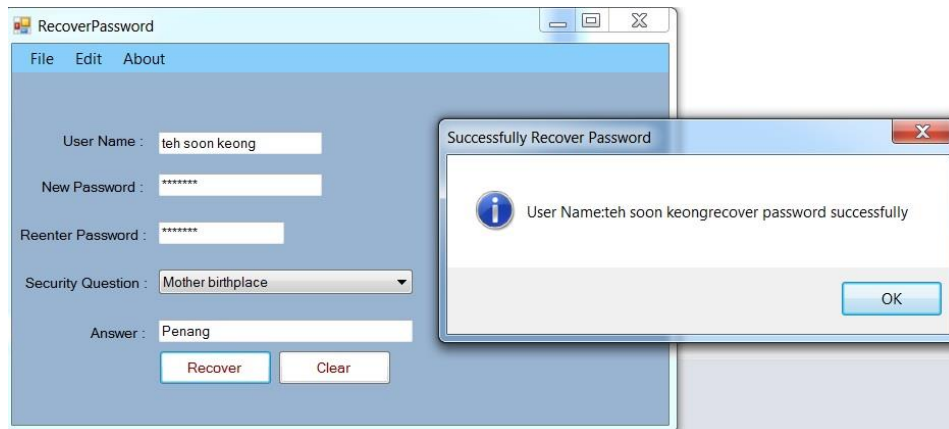 RecoverPassword
File Edit About
User Name : teh soon keong
New Password : *******
Reenter Password : *******
Security Question : Mother birthplace
Answer : Penang
Recover Clear
Successfully Recover Password
User Name:teh soon keongrecover password successfully
OK